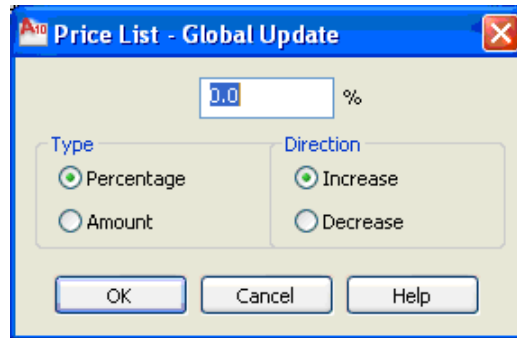 A10 Price List - Global Update
0.0 %
Type Direction
Percentage Increase
Amount Decrease
OK Cancel Help